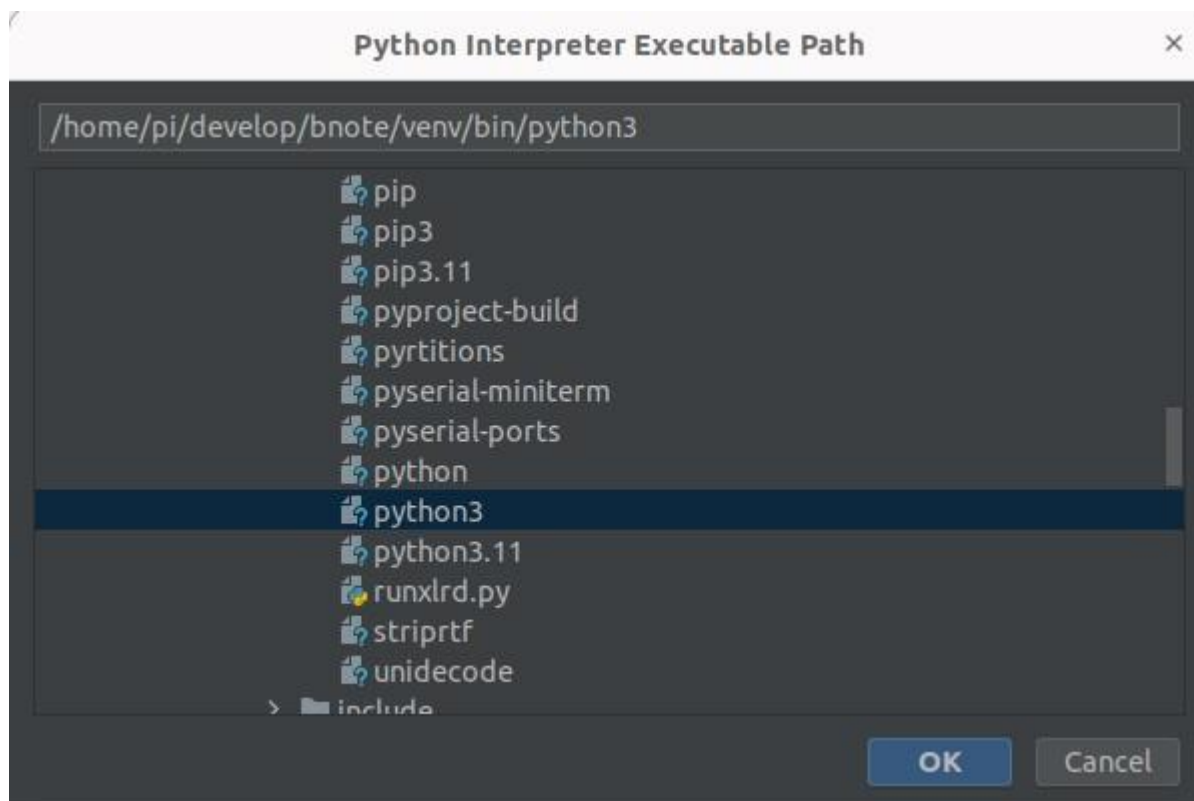 Python Interpreter Executable Path
/home/pi/develop/bnote/venv/bin/python3
pip
pip3
pip3.11
pyproject-build
pyrtitions
pyserial-miniterm
pyserial-ports
python
python3
python3.11
runxlrd.py
striprtf
unidecode
include
OK Cancel